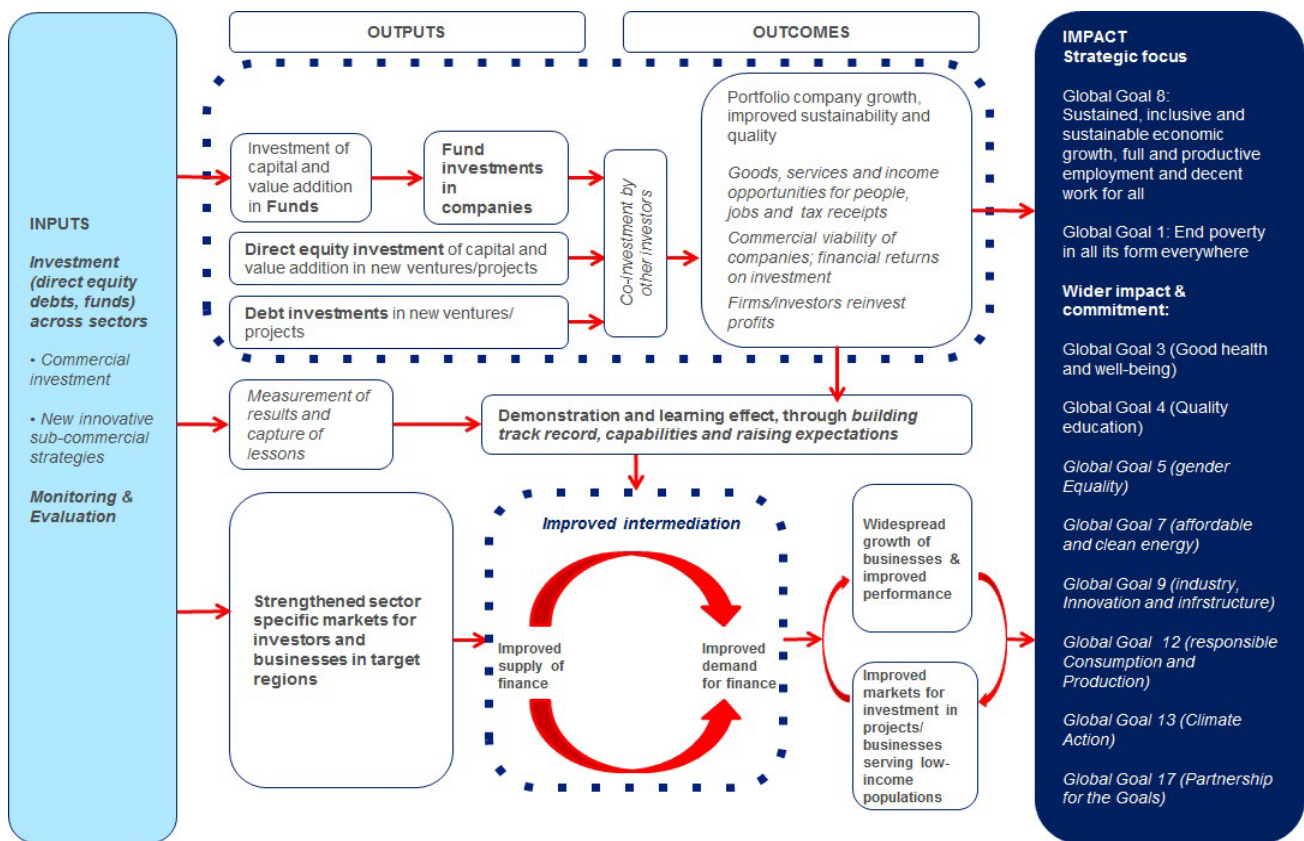 OUTPUTS
OUTCOMES
INPUTS
Investment
(direct equity
debts, funds)
across sectors
• Commercial
investment
• New innovative
sub-commercial
strategies
Monitoring &
Evaluation
Investment of
capital and
value addition
in Funds
Fund
investments
in
companies
Direct equity investment of capital and
value addition in new ventures/projects
Debt investments in new ventures/
projects
Co-investment by
other investors
Portfolio company growth,
improved sustainability and
quality
Goods, services and income
opportunities for people,
jobs and tax receipts
Commercial viability of
companies; financial returns
on investment
Firms/investors reinvest
profits
Measurement of
results and
capture of
lessons
Demonstration and learning effect, through building
track record, capabilities and raising expectations
Strengthened sector
specific markets for
investors and
businesses in target
regions
Improved intermediation
Improved
supply of
finance
Improved
demand
for finance
Widespread
growth of
businesses &
improved
performance
Improved
markets for
investment in
projects/
businesses
serving low-
income
populations
IMPACT
Strategic focus
Global Goal 8:
Sustained, inclusive and
sustainable economic
growth, full and productive
employment and decent
work for all
Global Goal 1: End poverty
in all its form everywhere
Wider impact &
commitment:
Global Goal 3 (Good health
and well-being)
Global Goal 4 (Quality
education)
Global Goal 5 (gender
Equality)
Global Goal 7 (affordable
and clean energy)
Global Goal 9 (industry,
Innovation and infrstructure)
Global Goal 12 (responsible
Consumption and
Production)
Global Goal 13 (Climate
Action)
Global Goal 17 (Partnership
for the Goals)